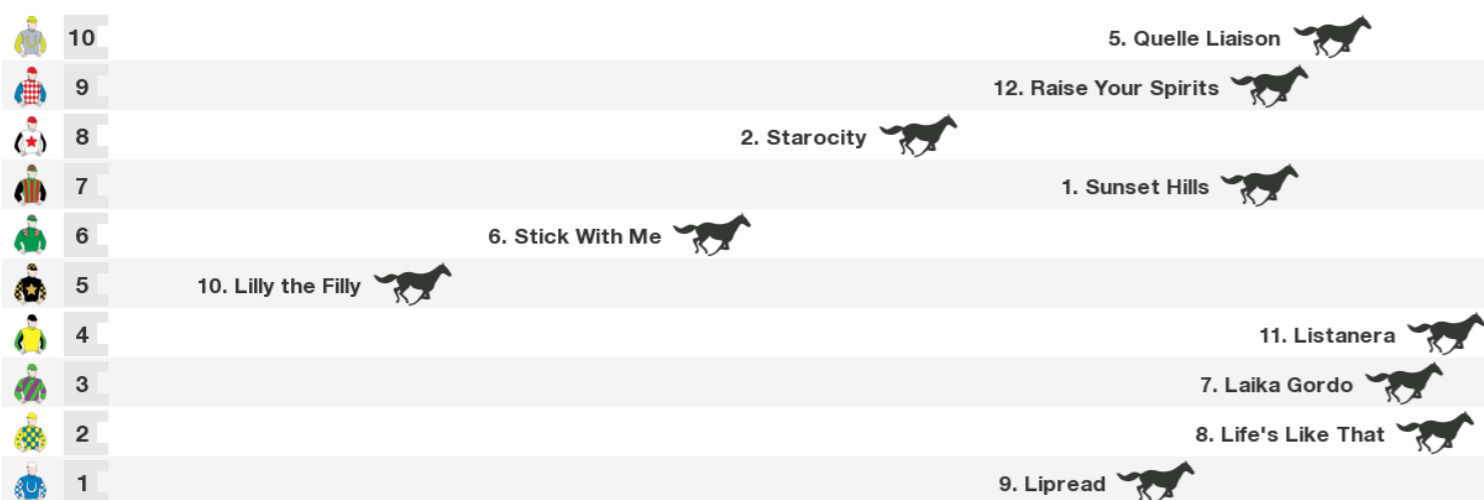 10 5. Quelle Liaison
9 12. Raise Your Spirits
8 2. Starocity
7 1. Sunset Hills
6 6. Stick With Me
5 10. Lilly the Filly
4 11. Listanera
3 7. Laika Gordo
2 8. Life's Like That
1 9. Lipread